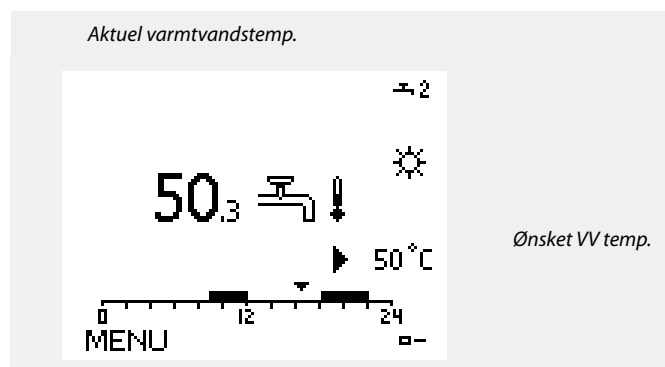 Aktuel varmtvandstemp.
2
50.3
Ønsket VV temp.
50°C
0 12 24
MENU